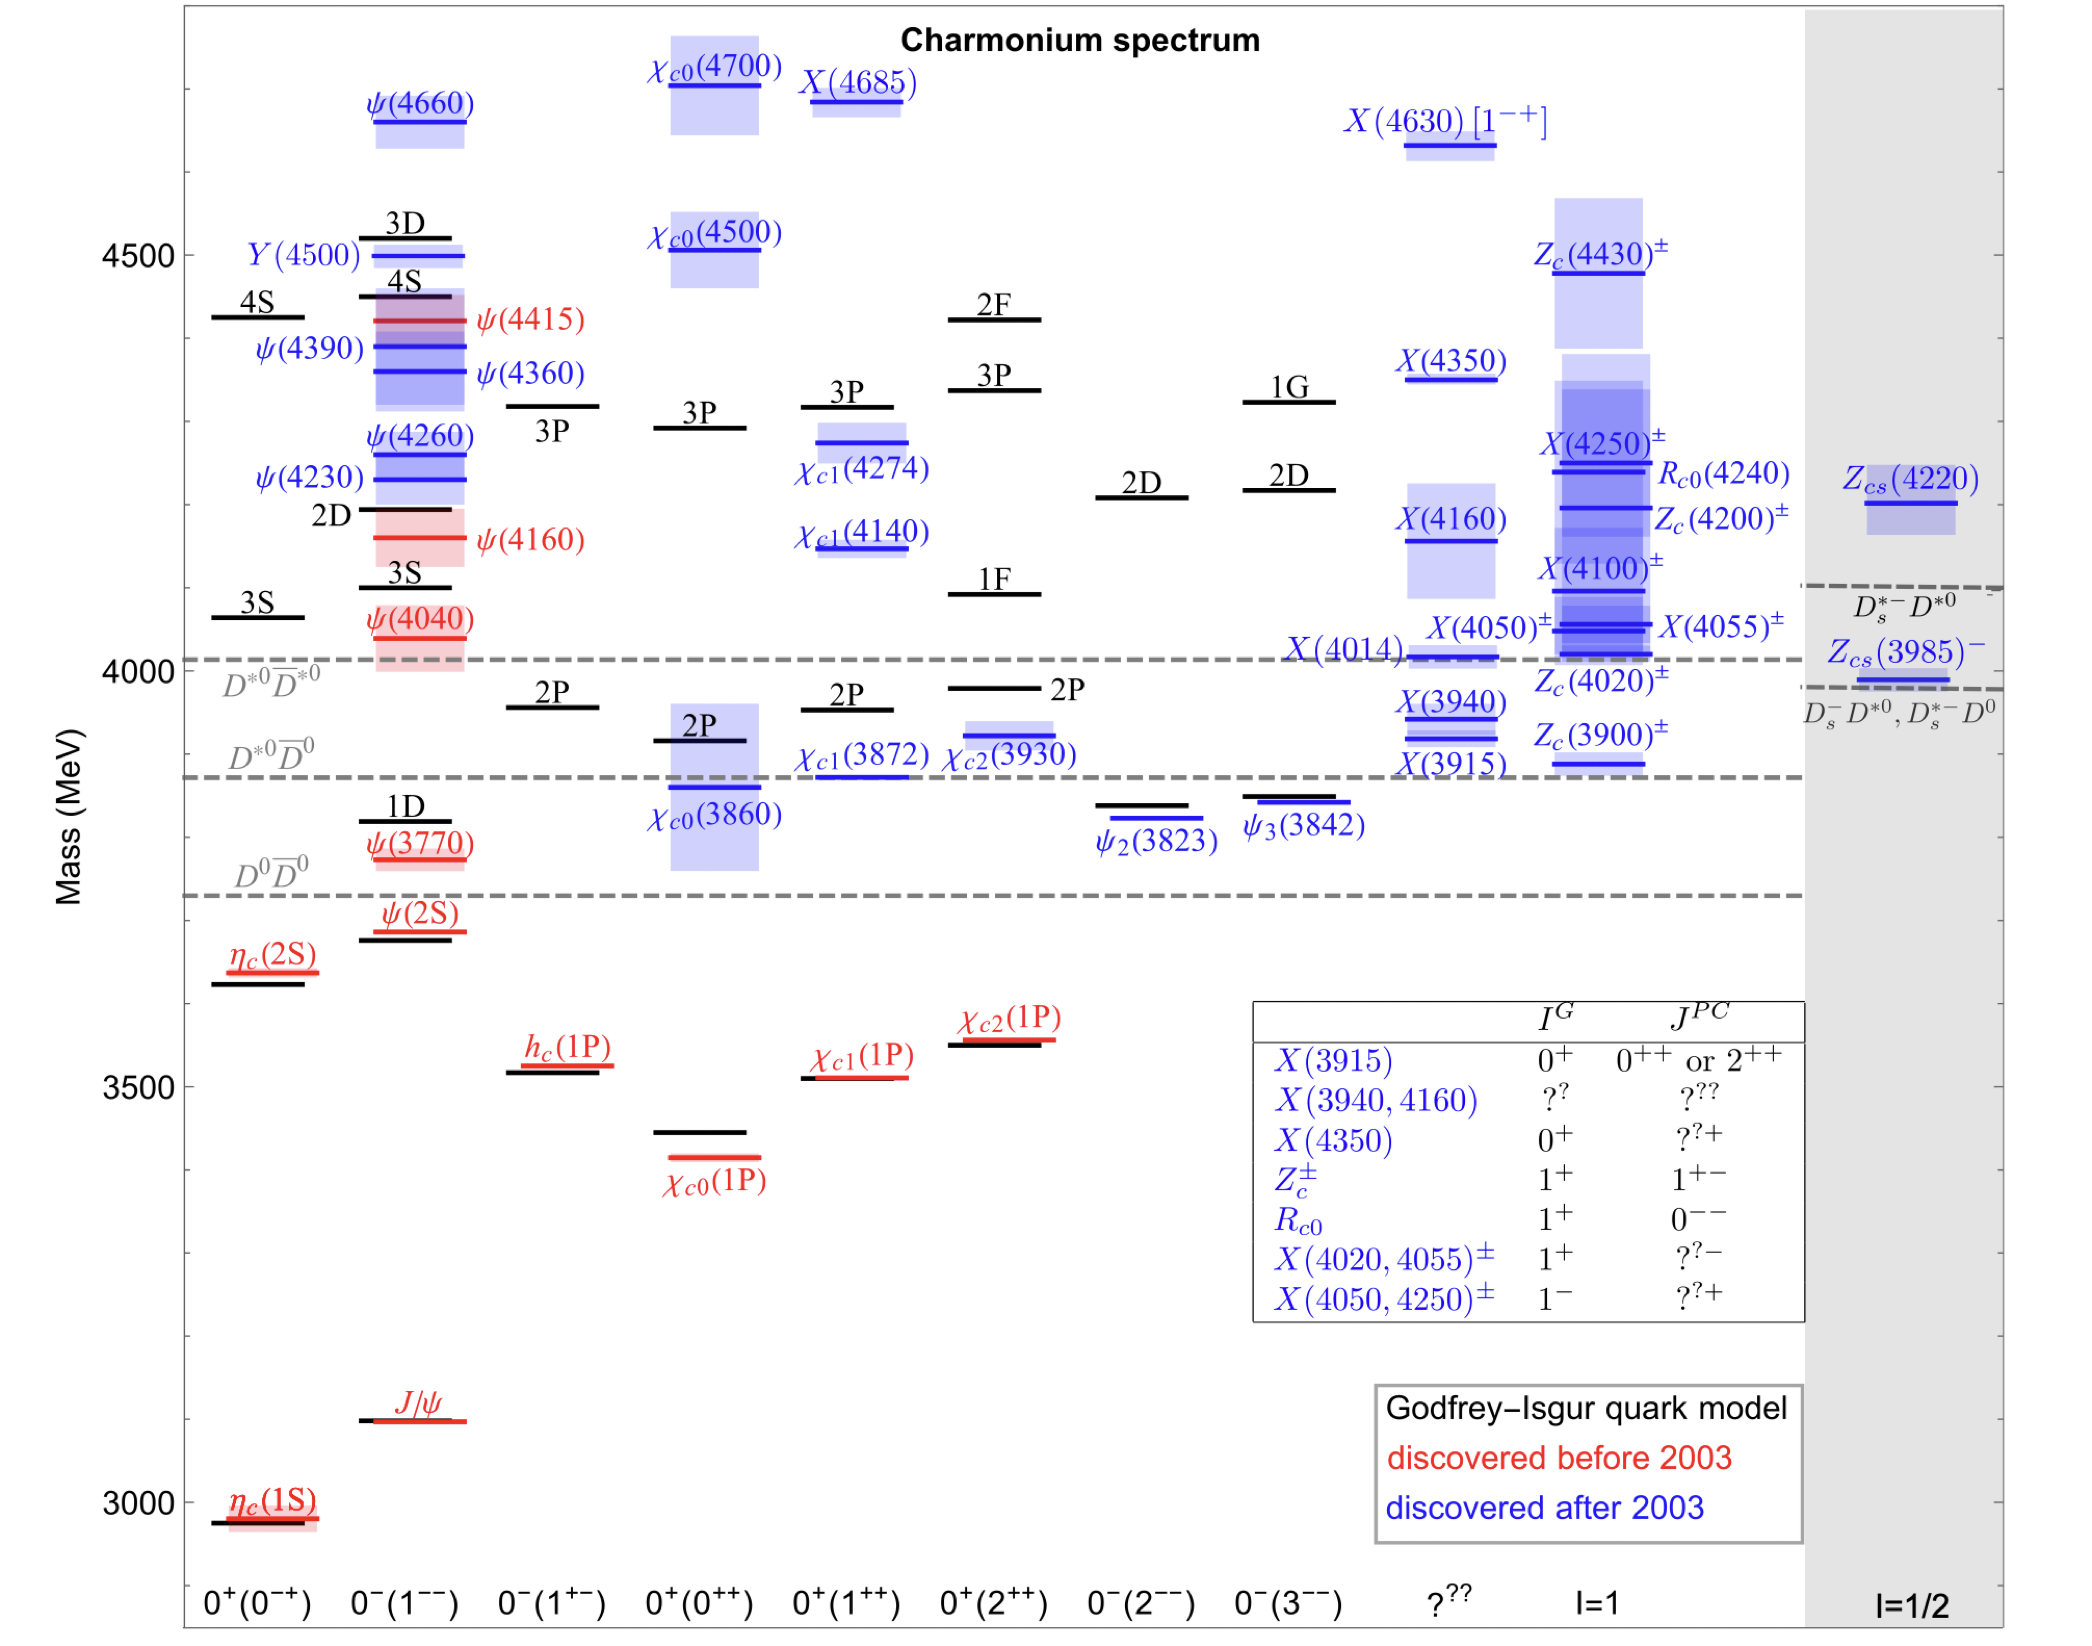 Charmonium spectrum
χc0(4700)
X(4685)
ψ(4660)
X(4630) [1−+]
3D
χc0(4500)
Zc(4430)±
Y(4500)
4500
4S
4S
2F
ψ(4415)
ψ(4390)
X(4350)
ψ(4360)
3P
3P
1G
3P
3P
ψ(4260)
X(4250)±
χc1(4274)
Rc0(4240)
ψ(4230)
2D
2D
Zcs(4220)
2D
X(4160)
Zc(4200)±
ψ(4160)
χc1(4140)
X(4100)±
3S
1F
3S
Ds*−D*0
ψ(4040)
X(4050)±
X(4055)±
X(4014)
Zcs(3985)−
4000
D*0D̅*0
Zc(4020)±
2P
2P
2P
X(3940)
Ds−D*0, Ds*−D0
2P
Zc(3900)±
D*0D̅0
χc1(3872)
χc2(3930)
X(3915)
1D
χc0(3860)
ψ2(3823)
ψ3(3842)
ψ(3770)
Mass (MeV)
D0D̅0
ψ(2S)
ηc(2S)
hc(1P)
χc1(1P)
χc2(1P)
3500
χc0(1P)
IG JPC
X(3915) 0+ 0++ or 2++
X(3940, 4160) ?? ???
X(4350) 0+ ??+
Zc± 1+ 1+−
Rc0 1+ 0−−
X(4020, 4055)± 1+ ??−
X(4050, 4250)± 1− ??+
J/ψ
Godfrey–Isgur quark model
discovered before 2003
discovered after 2003
ηc(1S)
3000
0+(0−+) 0−(1−−) 0−(1+−) 0+(0++) 0+(1++) 0+(2++) 0−(2−−) 0−(3−−) ??? I=1 I=1/2